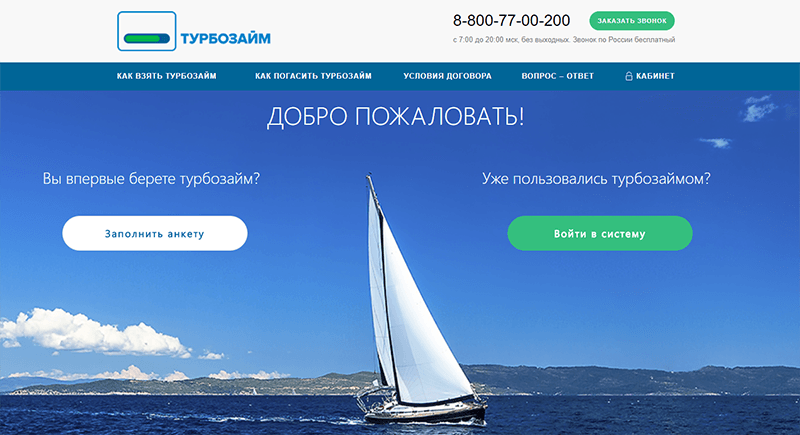 ТУРБОЗАЙМ
8-800-77-00-200
ЗАКАЗАТЬ ЗВОНОК
с 7:00 до 20:00 мск, без выходных. Звонок по России бесплатный
КАК ВЗЯТЬ ТУРБОЗАЙМ
КАК ПОГАСИТЬ ТУРБОЗАЙМ
УСЛОВИЯ ДОГОВОРА
ВОПРОС – ОТВЕТ
КАБИНЕТ
ДОБРО ПОЖАЛОВАТЬ!
Вы впервые берете турбозайм?
Заполнить анкету
Уже пользовались турбозаймом?
Войти в систему